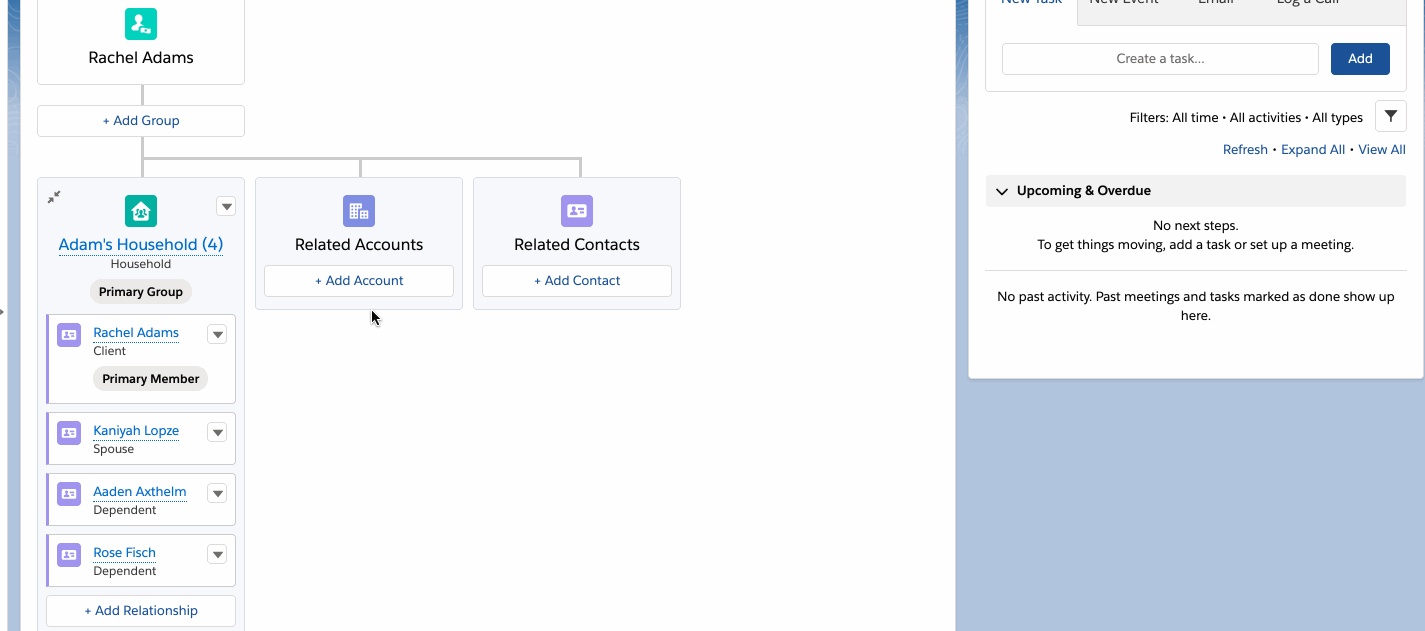 Rachel Adams
+ Add Group
Adam's Household (4)
Household
Primary Group
Rachel Adams
Client
Primary Member
Kaniyah Lopze
Spouse
Aaden Axthelm
Dependent
Rose Fisch
Dependent
+ Add Relationship
Related Accounts
+ Add Account
Related Contacts
+ Add Contact
New Task
New Event
Email
Log a Call
Create a task...
Add
Filters: All time • All activities • All types
Refresh • Expand All • View All
Upcoming & Overdue
No next steps.
To get things moving, add a task or set up a meeting.
No past activity. Past meetings and tasks marked as done show up
here.